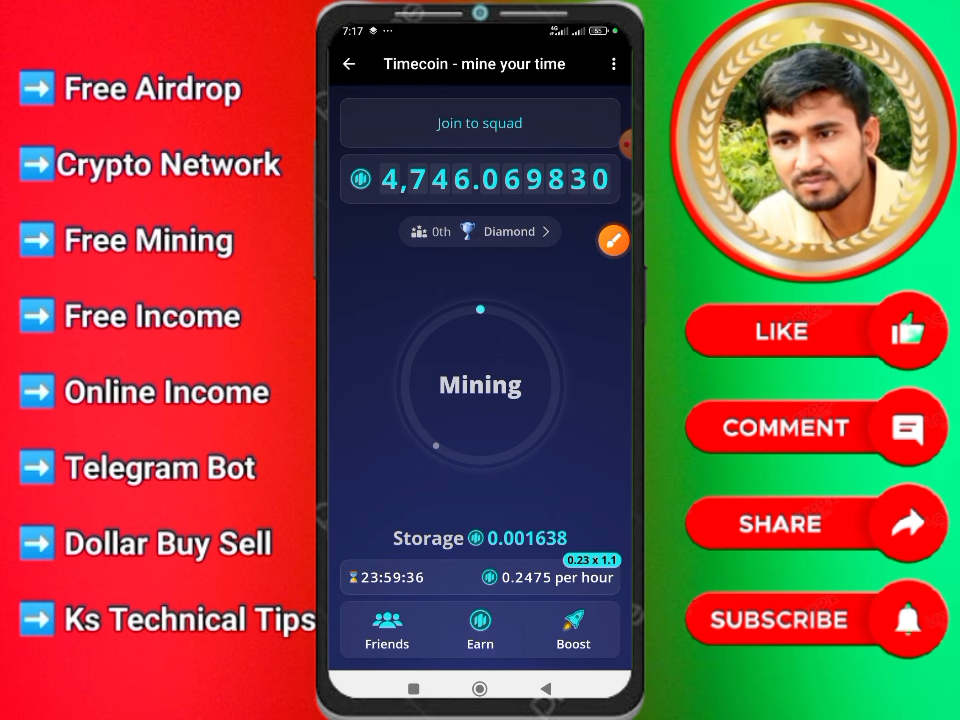 Free Airdrop
Crypto Network
Free Mining
Free Income
Online Income
Telegram Bot
Dollar Buy Sell
Ks Technical Tips
7:17
4G
55
Timecoin - mine your time
Join to squad
4,746.069830
0th Diamond
Mining
Storage 0.001638
0.23 x 1.1
23:59:36 0.2475 per hour
Friends Earn Boost
LIKE
COMMENT
SHARE
SUBSCRIBE